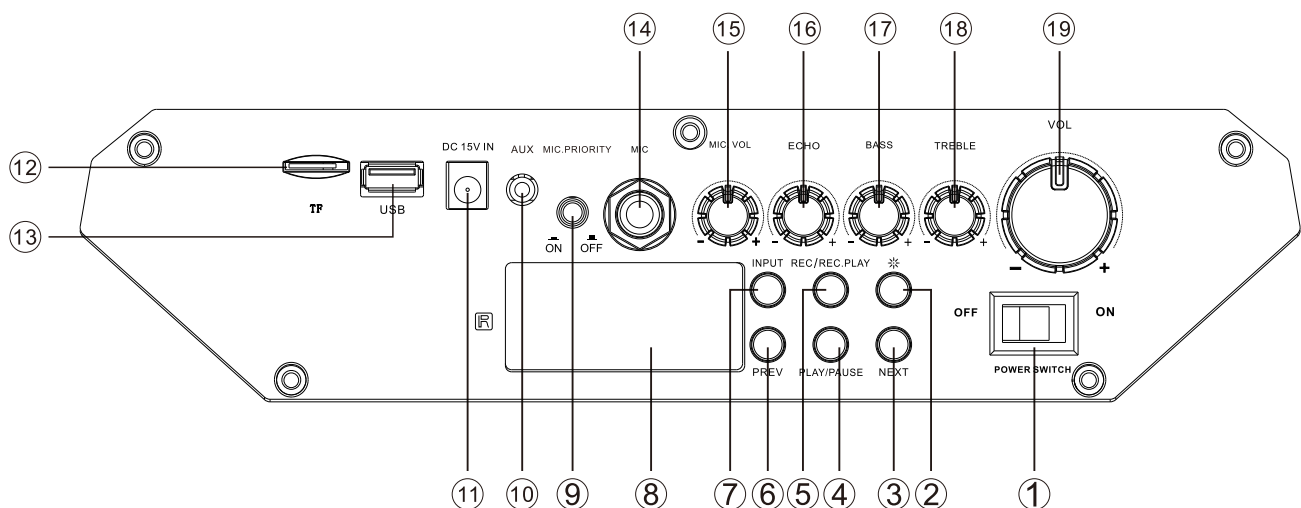 ⑭ ⑮ ⑯ ⑰ ⑱ ⑲
VOL
DC 15V IN AUX MIC.PRIORITY MIC MIC VOL ECHO BASS TREBLE
⑫
TF
USB
⑬
ON OFF
- + - + - + - + - +
INPUT REC/REC.PLAY
OFF ON
IR
PREV PLAY/PAUSE NEXT
POWER SWITCH
⑪ ⑩ ⑨ ⑧ ⑦ ⑥ ⑤ ④ ③ ② ①